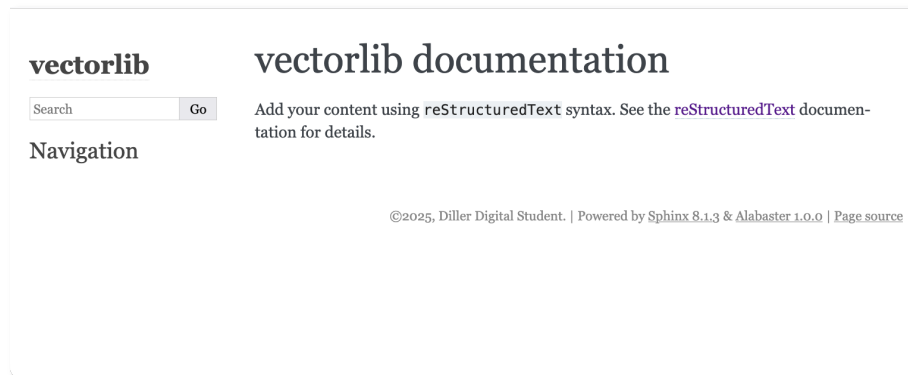 vectorlib
Search
Go
Navigation
vectorlib documentation
Add your content using reStructuredText syntax. See the reStructuredText documen-
tation for details.
©2025, Diller Digital Student. | Powered by Sphinx 8.1.3 & Alabaster 1.0.0 | Page source